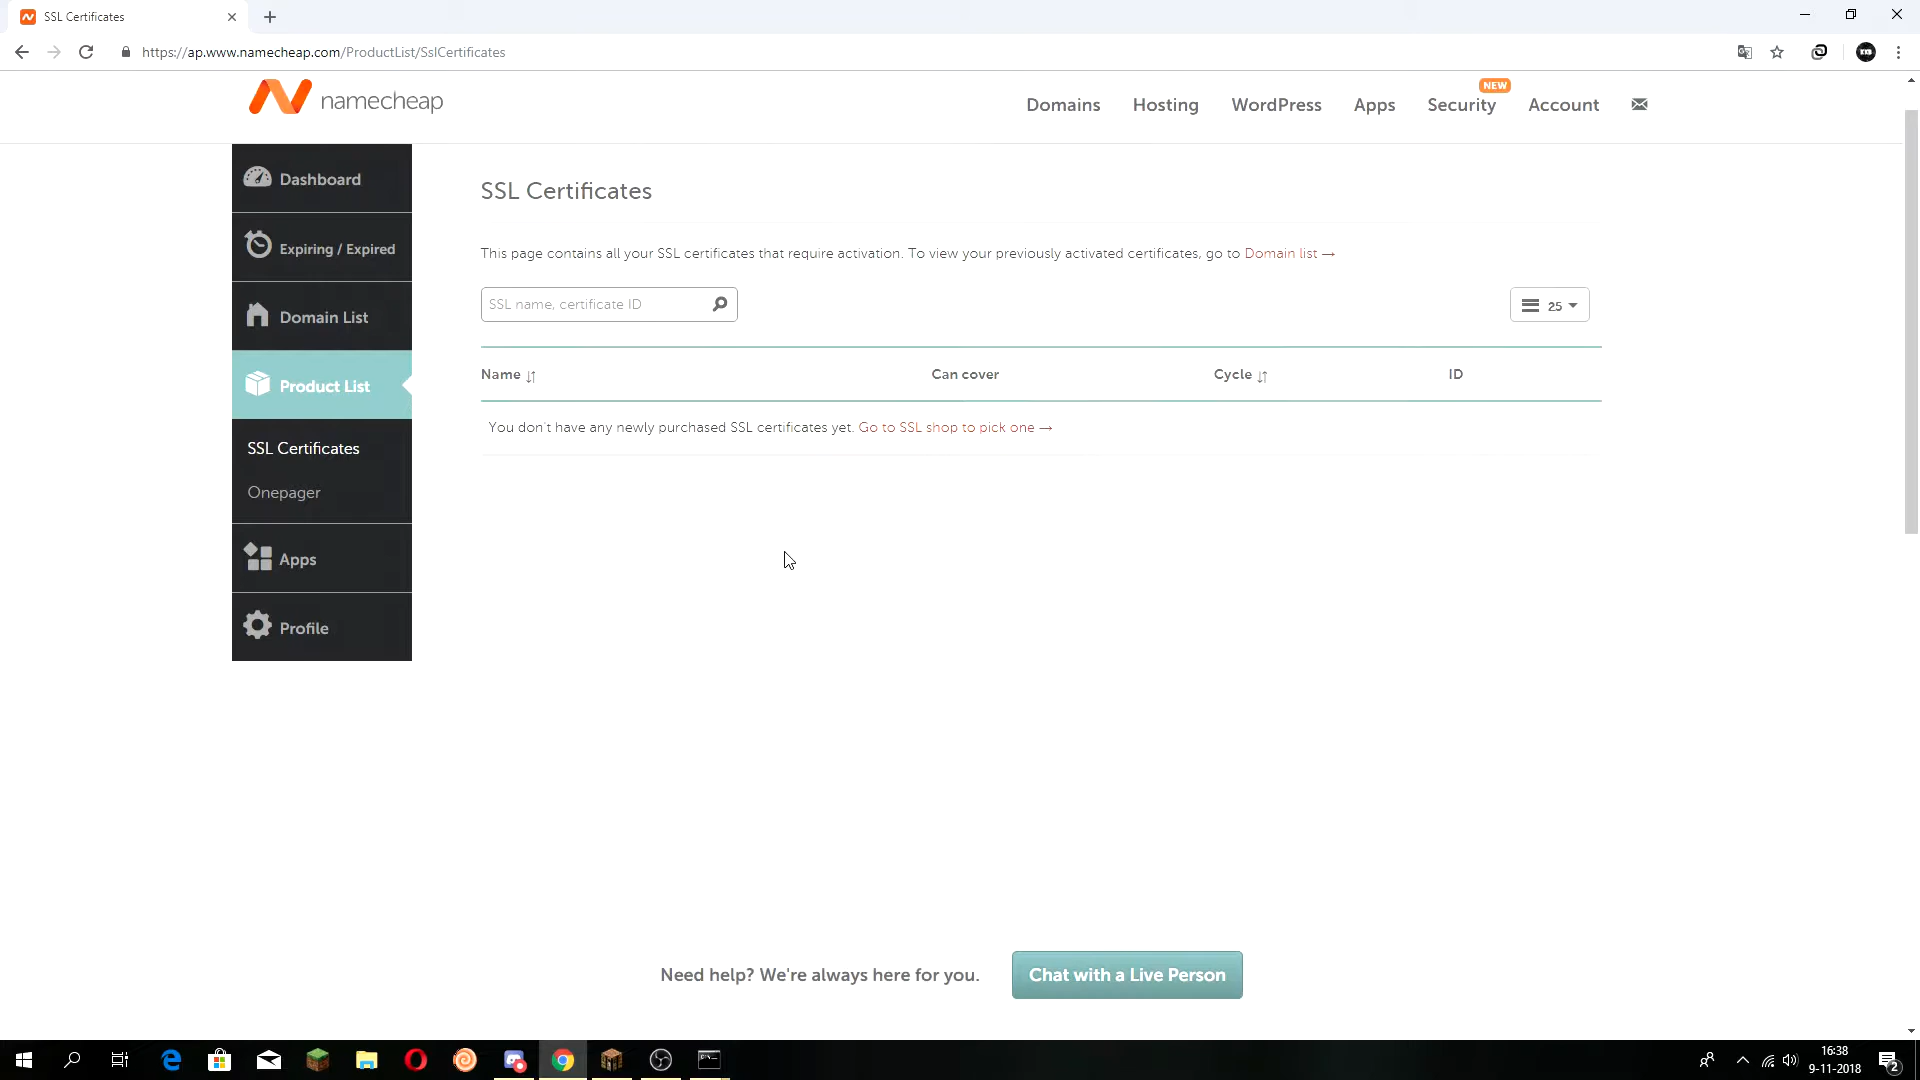 SSL Certificates
https://ap.www.namecheap.com/ProductList/SslCertificates
namecheap
Domains
Hosting
WordPress
Apps
Security
NEW
Account
Dashboard
Expiring / Expired
Domain List
Product List
SSL Certificates
Onepager
Apps
Profile
SSL Certificates
This page contains all your SSL certificates that require activation. To view your previously activated certificates, go to Domain list →
SSL name, certificate ID
25
Name Can cover Cycle ID
You don't have any newly purchased SSL certificates yet. Go to SSL shop to pick one →
Need help? We're always here for you.
Chat with a Live Person
16:38
9-11-2018
2